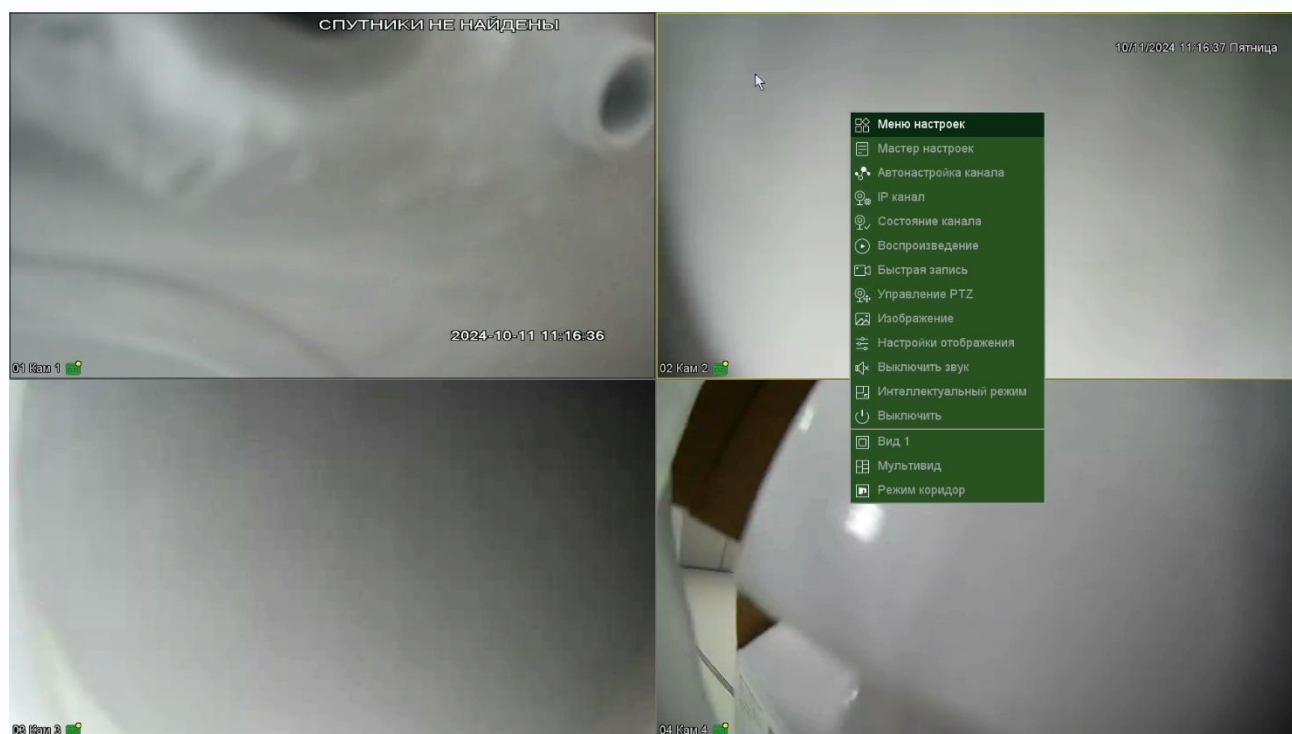 СПУТНИКИ НЕ НАЙДЕНЫ
10/11/2024 11:16:37 Пятница
Меню настроек
Мастер настроек
Автонастройка канала
IP канал
Состояние канала
Воспроизведение
Быстрая запись
Управление PTZ
Изображение
Настройки отображения
Выключить звук
Интеллектуальный режим
Выключить
Вид 1
Мультивид
Режим коридор
2024-10-11 11:16:36
01 Кам 1
02 Кам 2
03 Кам 3
04 Кам 4